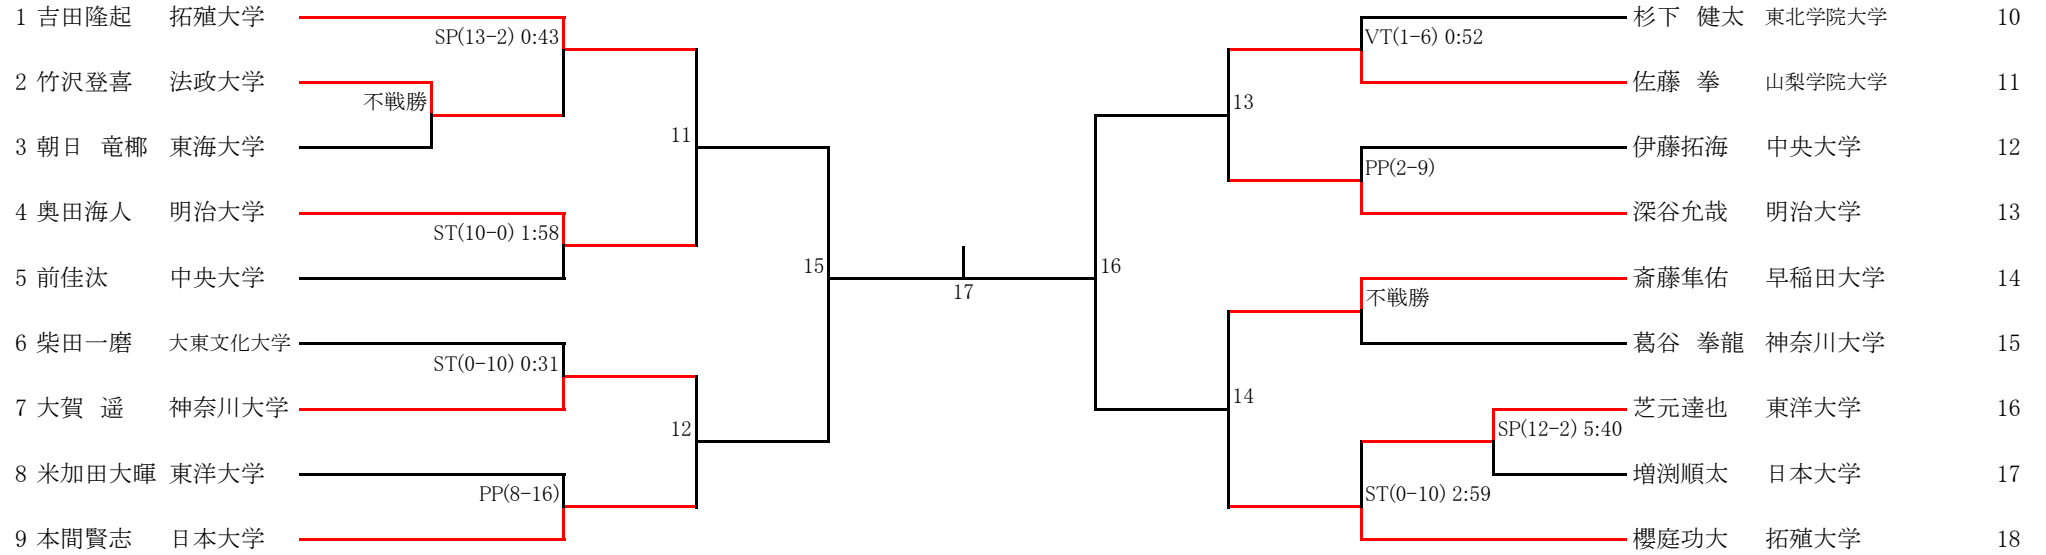 1 吉田隆起 拓殖大学
SP(13-2) 0:43
2 竹沢登喜 法政大学
不戦勝
3 朝日 竜椰 東海大学
11
4 奥田海人 明治大学
ST(10-0) 1:58
5 前佳汰 中央大学
15
6 柴田一磨 大東文化大学
ST(0-10) 0:31
7 大賀 遥 神奈川大学
12
8 米加田大暉 東洋大学
PP(8-16)
9 本間賢志 日本大学
17
杉下 健太 東北学院大学 10
VT(1-6) 0:52
佐藤 拳 山梨学院大学 11
13
伊藤拓海 中央大学 12
PP(2-9)
深谷允哉 明治大学 13
16
斎藤隼佑 早稲田大学 14
不戦勝
葛谷 拳龍 神奈川大学 15
14
芝元達也 東洋大学 16
SP(12-2) 5:40
増渕順太 日本大学 17
ST(0-10) 2:59
櫻庭功大 拓殖大学 18